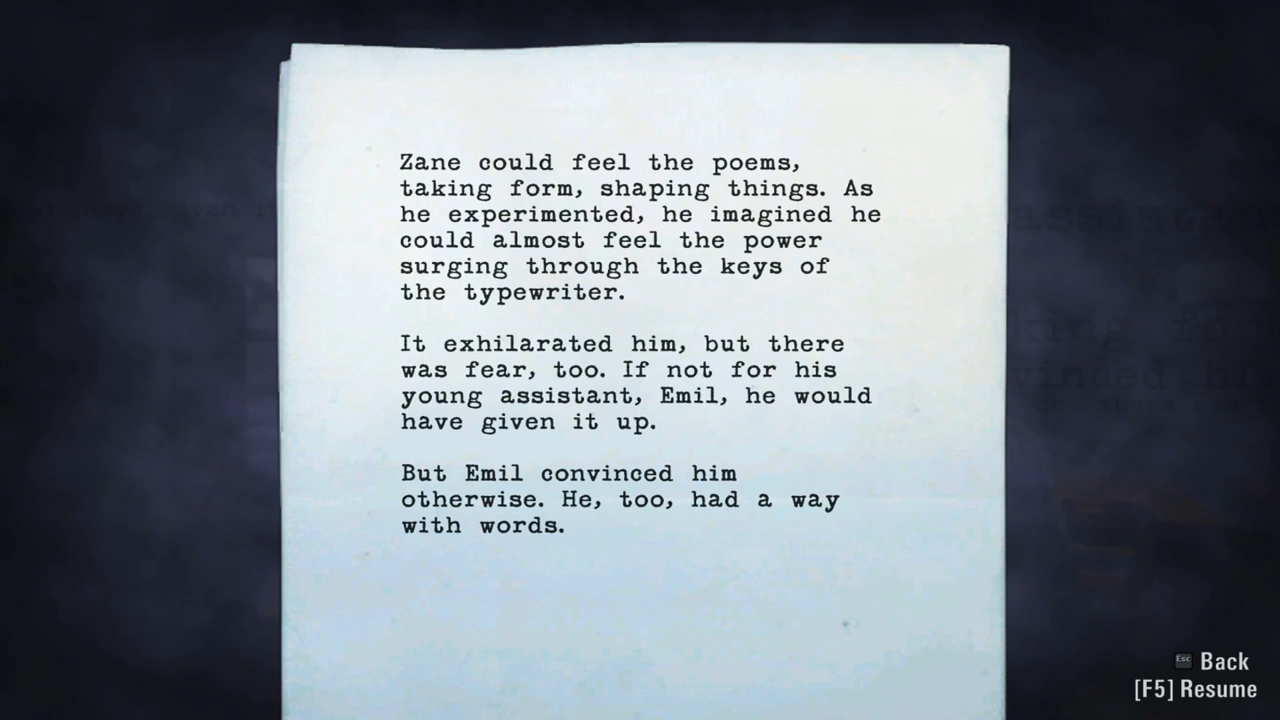 Zane could feel the poems,
taking form, shaping things. As
he experimented, he imagined he
could almost feel the power
surging through the keys of
the typewriter.
It exhilarated him, but there
was fear, too. If not for his
young assistant, Emil, he would
have given it up.
But Emil convinced him
otherwise. He, too, had a way
with words.
Esc Back
[F5] Resume